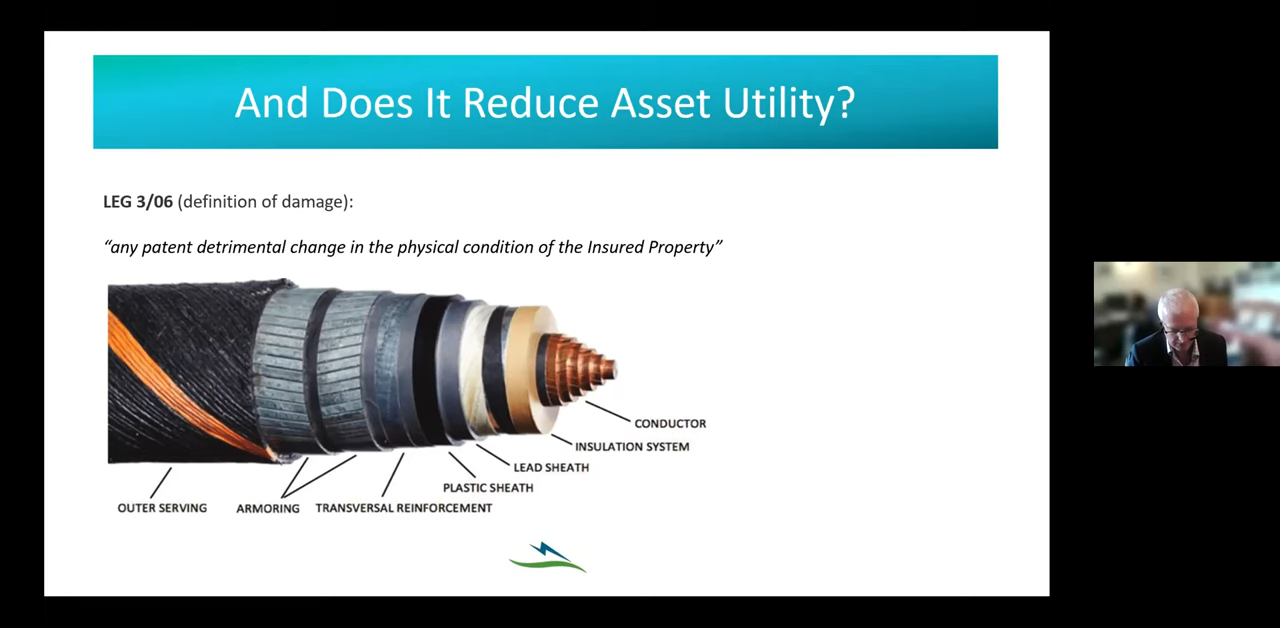 And Does It Reduce Asset Utility?
LEG 3/06 (definition of damage):
“any patent detrimental change in the physical condition of the Insured Property”
CONDUCTOR
INSULATION SYSTEM
LEAD SHEATH
PLASTIC SHEATH
OUTER SERVING
ARMORING
TRANSVERSAL REINFORCEMENT